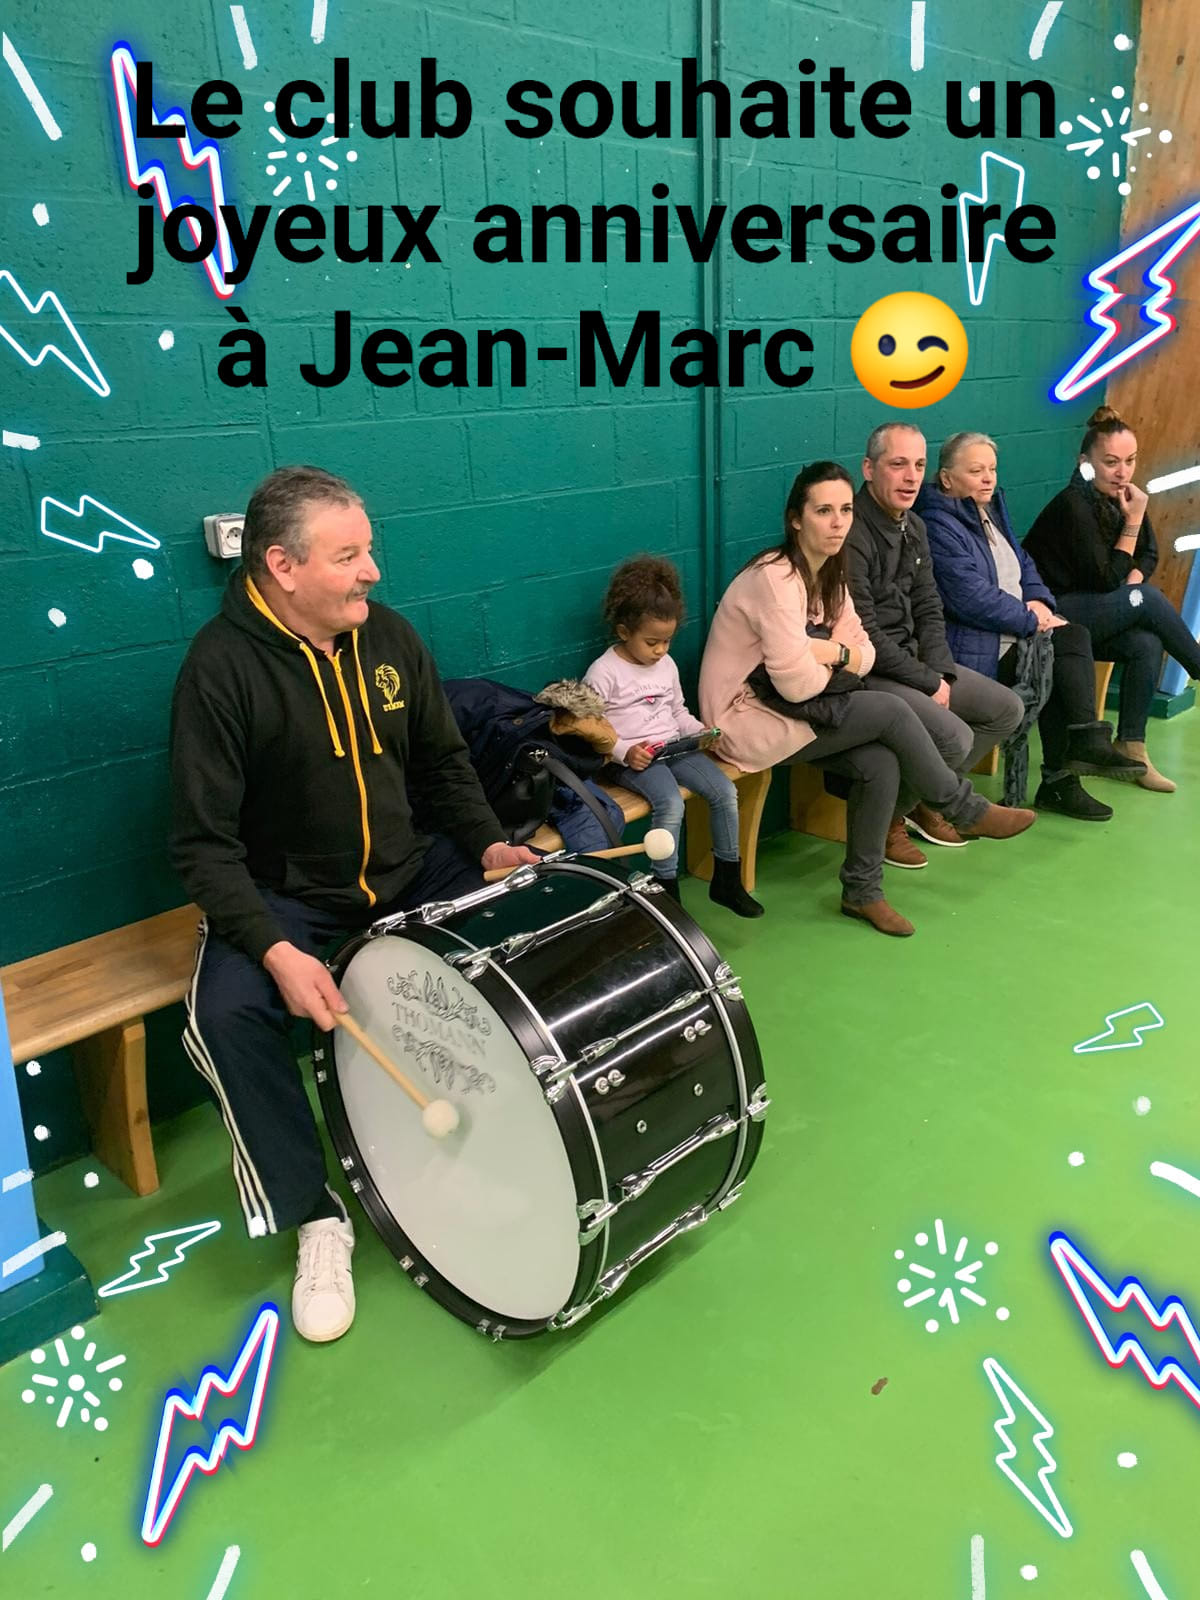 Le club souhaite un
joyeux anniversaire
à Jean-Marc 😉
THOMANN